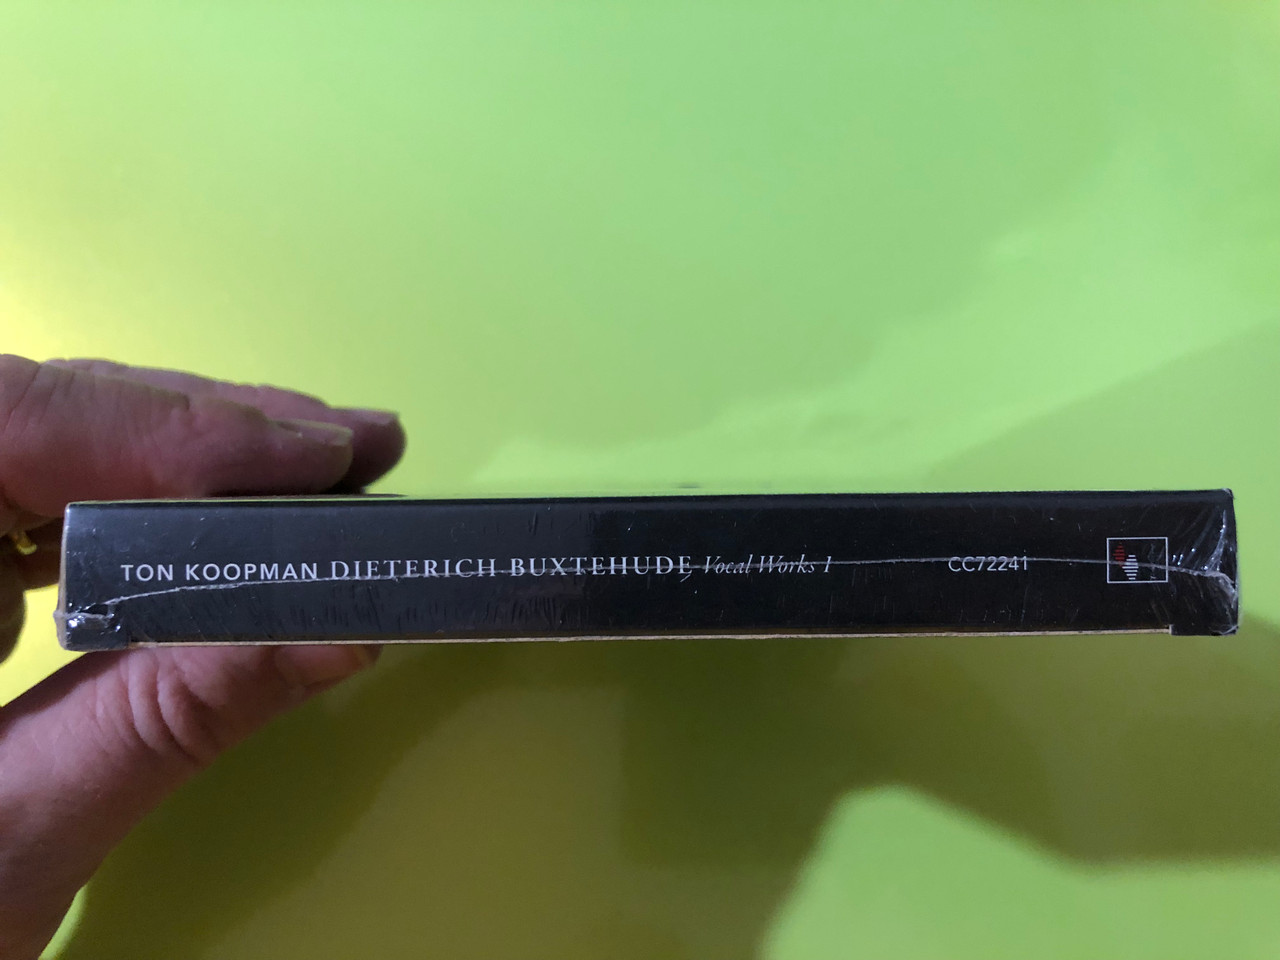 TON KOOPMAN DIETERICH BUXTEHUDE Vocal Works 1 CC72241